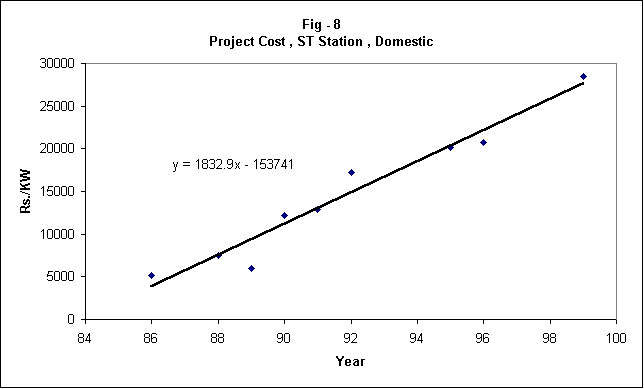 Fig - 8
Project Cost , ST Station , Domestic
30000
25000
20000
15000
10000
5000
0
Rs./KW
y = 1832.9x - 153741
84 86 88 90 92 94 96 98 100
Year